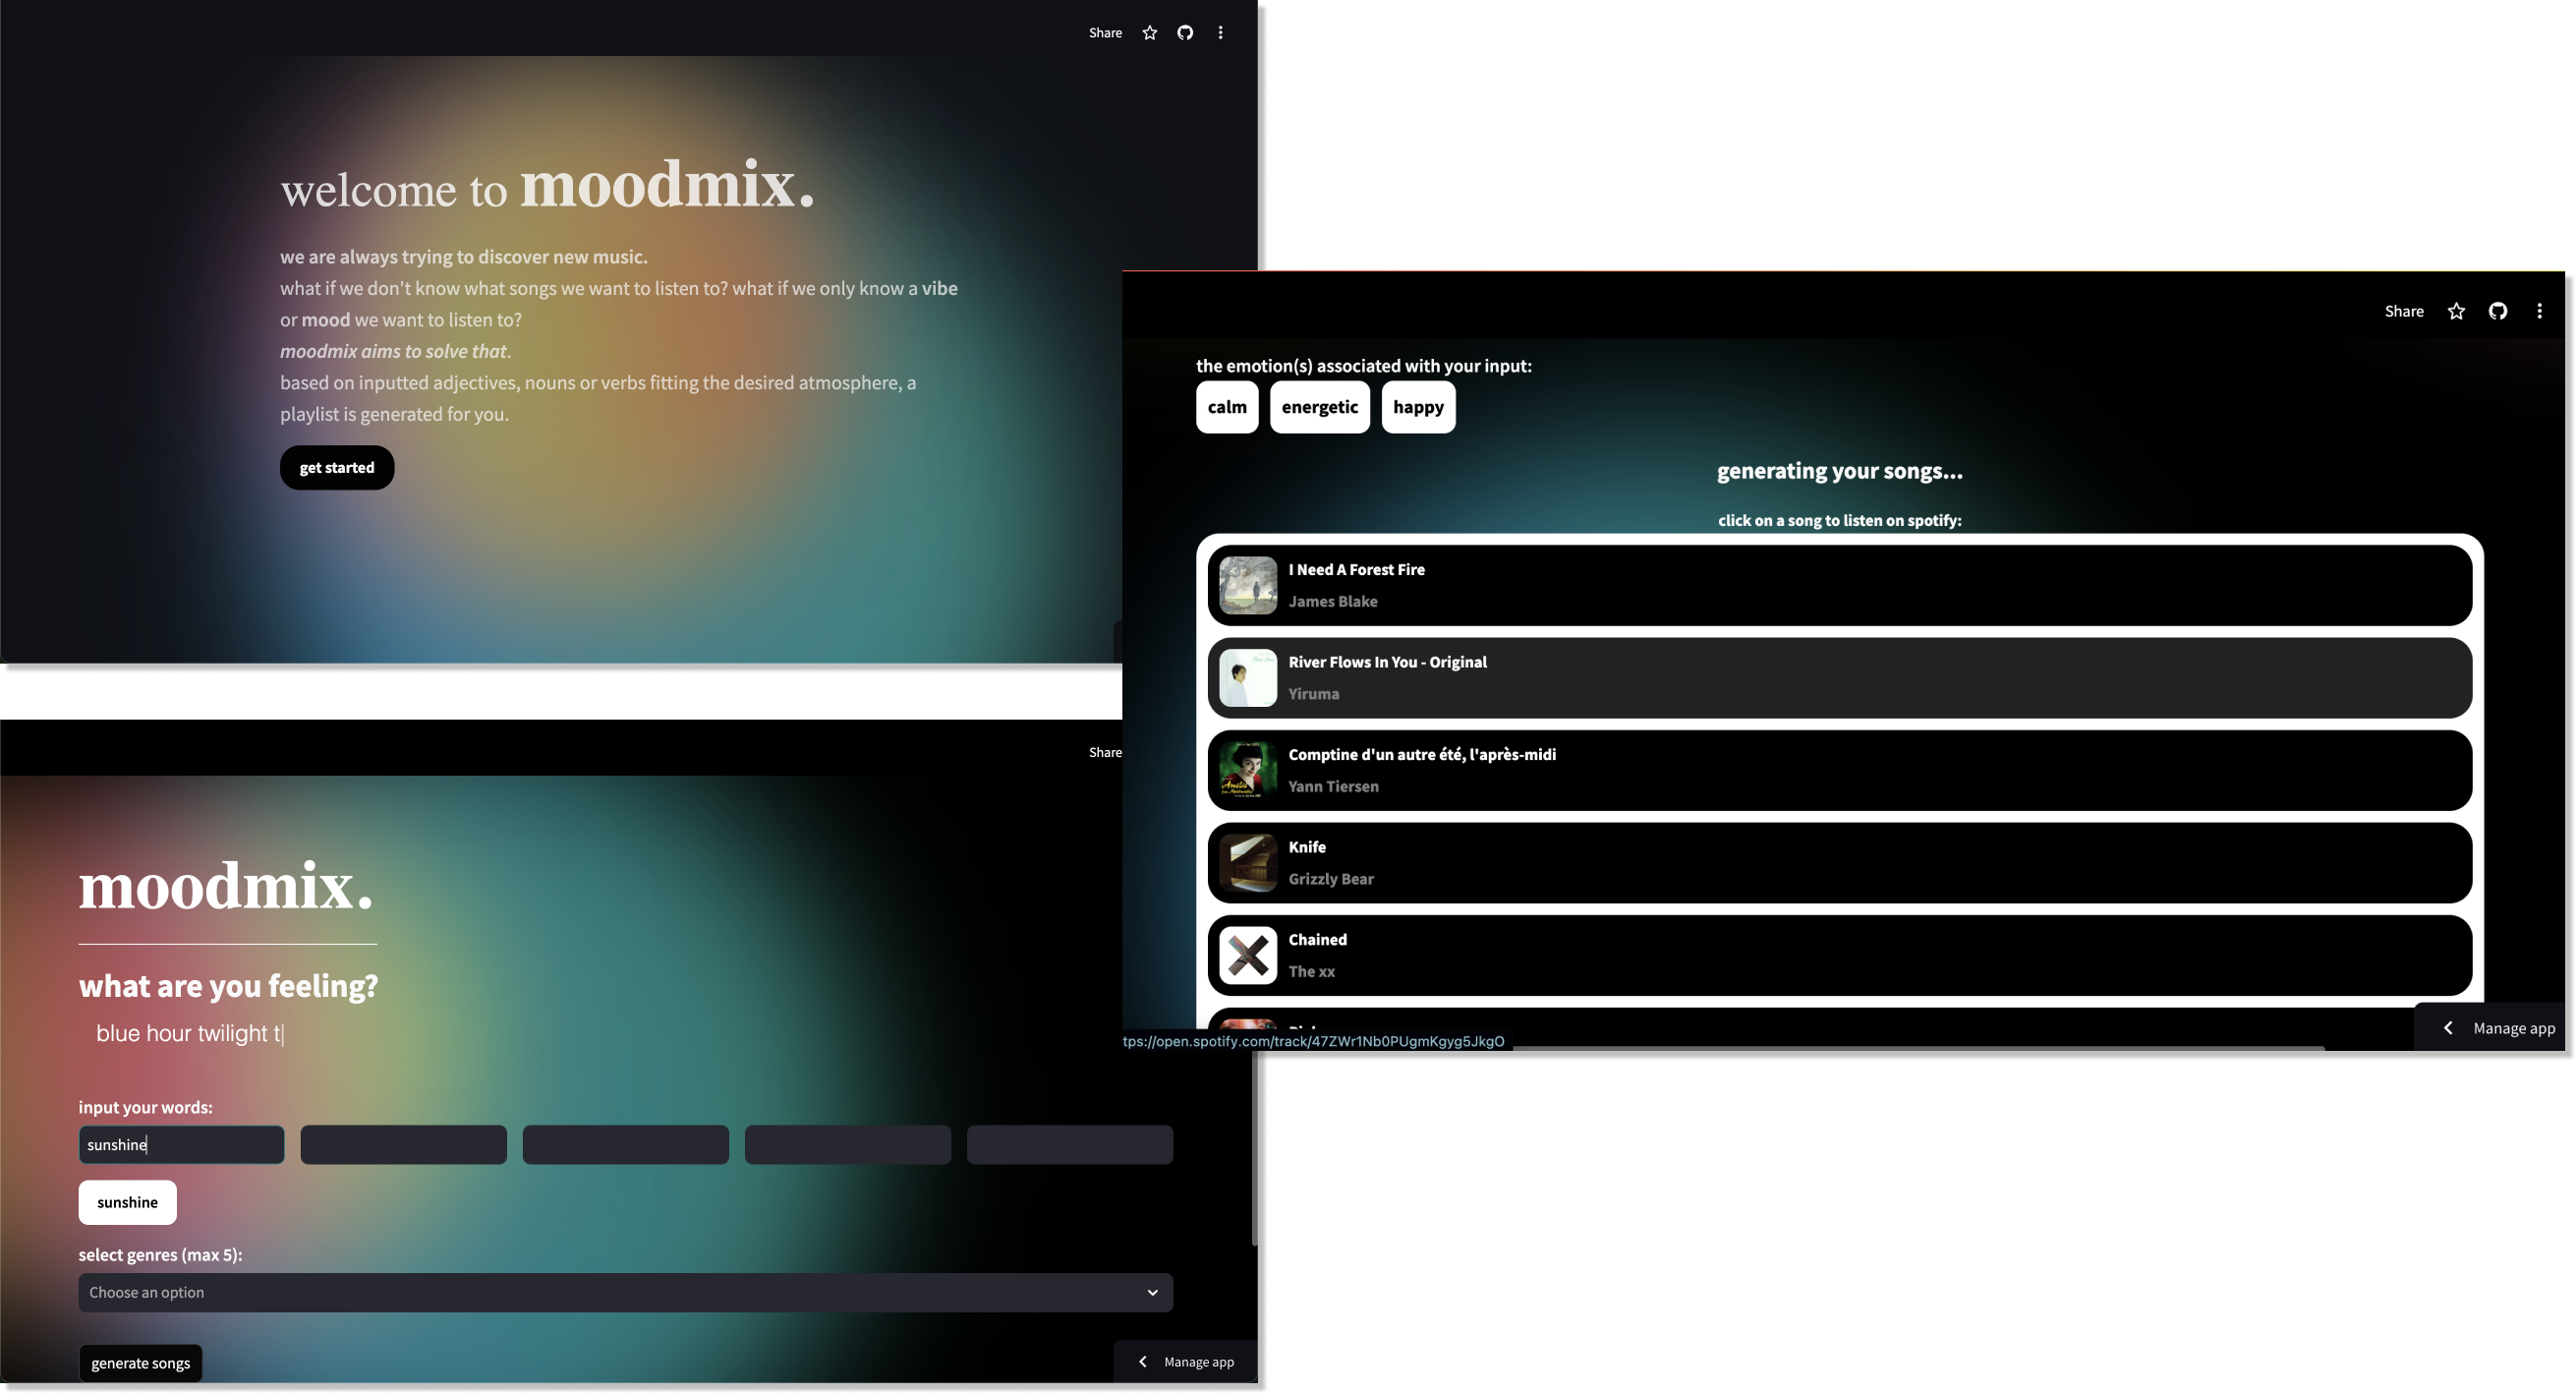 Share
welcome to moodmix.
we are always trying to discover new music.
what if we don't know what songs we want to listen to? what if we only know a vibe
or mood we want to listen to?
moodmix aims to solve that.
based on inputted adjectives, nouns or verbs fitting the desired atmosphere, a
playlist is generated for you.
get started
Share
moodmix.
what are you feeling?
blue hour twilight t
input your words:
sunshine
sunshine
select genres (max 5):
Choose an option
generate songs
Manage app
Share
the emotion(s) associated with your input:
calm energetic happy
generating your songs...
click on a song to listen on spotify:
I Need A Forest Fire
James Blake
River Flows In You - Original
Yiruma
Comptine d'un autre été, l'après-midi
Yann Tiersen
Knife
Grizzly Bear
Chained
The xx
tps://open.spotify.com/track/47ZWr1Nb0PUgmKgyg5JkgO
Manage app